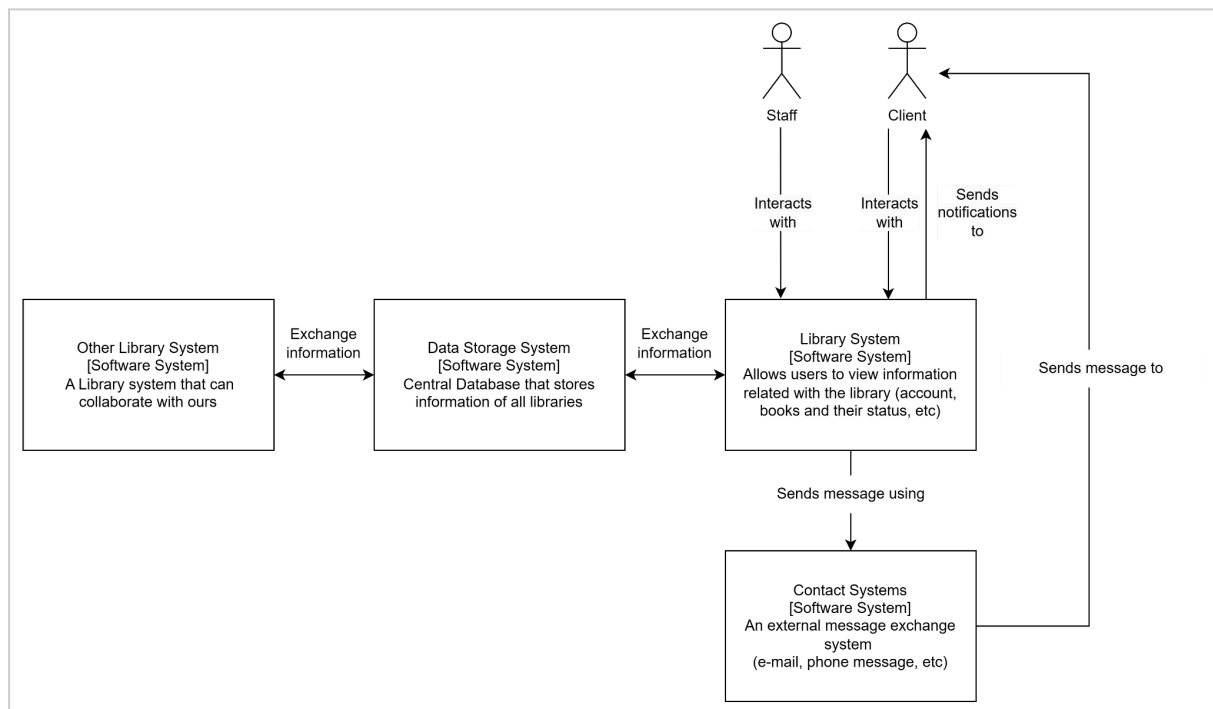 Staff
Client
Interacts
with
Interacts
with
Sends
notifications
to
Other Library System
[Software System]
A Library system that can
collaborate with ours
Exchange
information
Data Storage System
[Software System]
Central Database that stores
information of all libraries
Exchange
information
Library System
[Software System]
Allows users to view information
related with the library (account,
books and their status, etc)
Sends message to
Sends message using
Contact Systems
[Software System]
An external message exchange
system
(e-mail, phone message, etc)